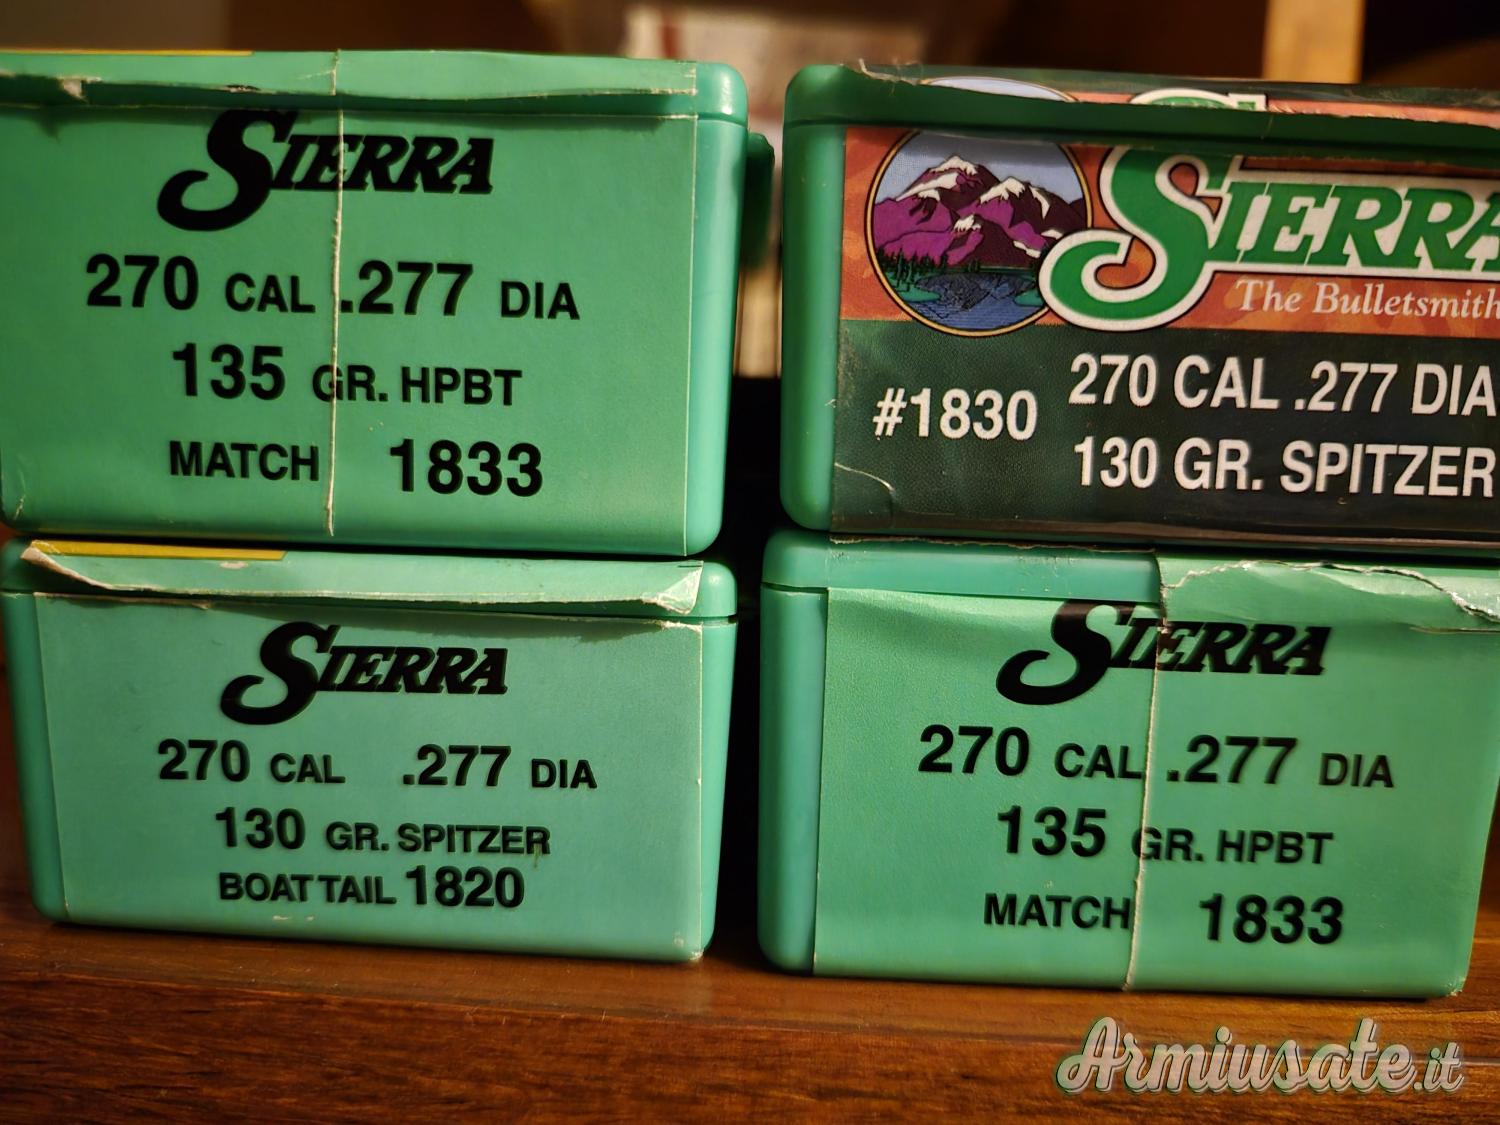 SIERRA
270 CAL .277 DIA
135 GR. HPBT
MATCH 1833
SIERRA
The Bulletsmith
#1830
270 CAL .277 DIA
130 GR. SPITZER
SIERRA
270 CAL .277 DIA
130 GR. SPITZER
BOAT TAIL 1820
SIERRA
270 CAL .277 DIA
135 GR. HPBT
MATCH 1833
Armiusate.it